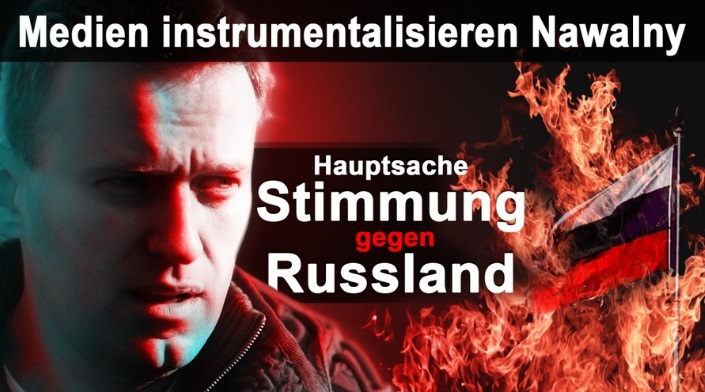 Medien instrumentalisieren Nawalny
Hauptsache
Stimmung
gegen
Russland